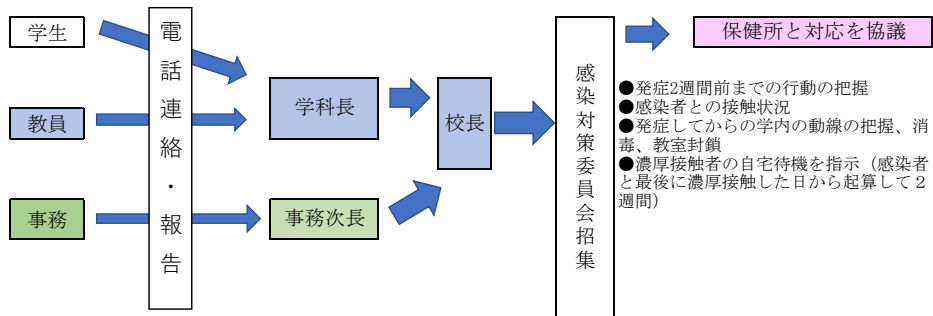 学生
教員
事務
電話連絡・報告
学科長
事務次長
校長
感染対策委員会招集
保健所と対応を協議
●発症2週間前までの行動の把握
●感染者との接触状況
●発症してからの学内の動線の把握、消
毒、教室封鎖
●濃厚接触者の自宅待機を指示（感染者
と最後に濃厚接触した日から起算して２
週間）